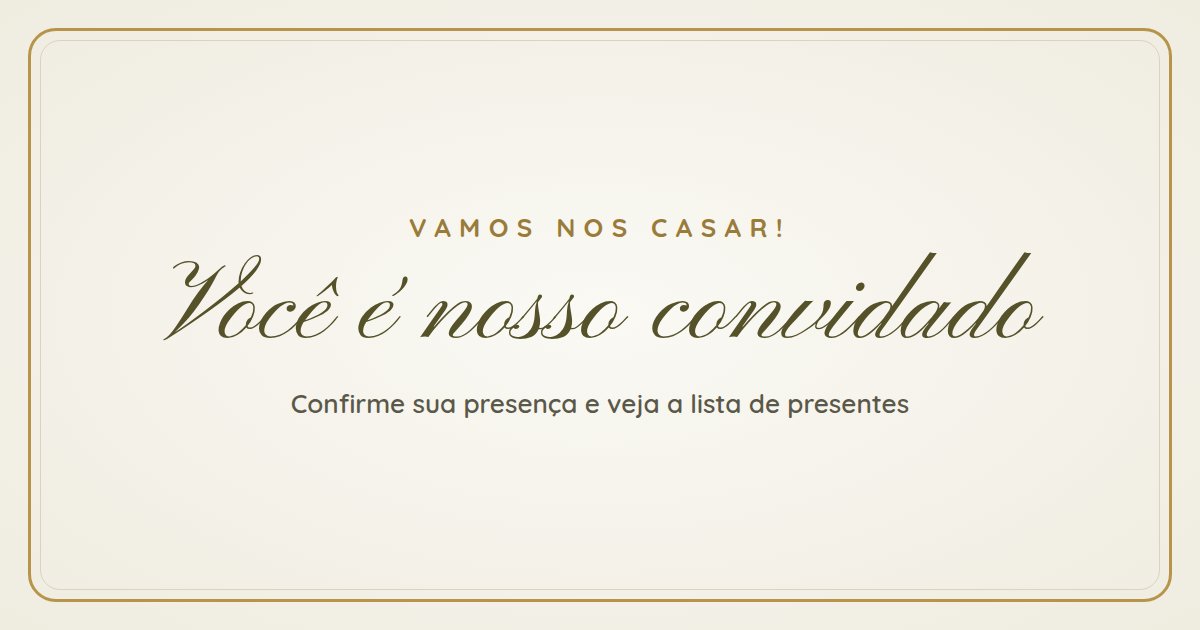 VAMOS NOS CASAR!
Você é nosso convidado
Confirme sua presença e veja a lista de presentes